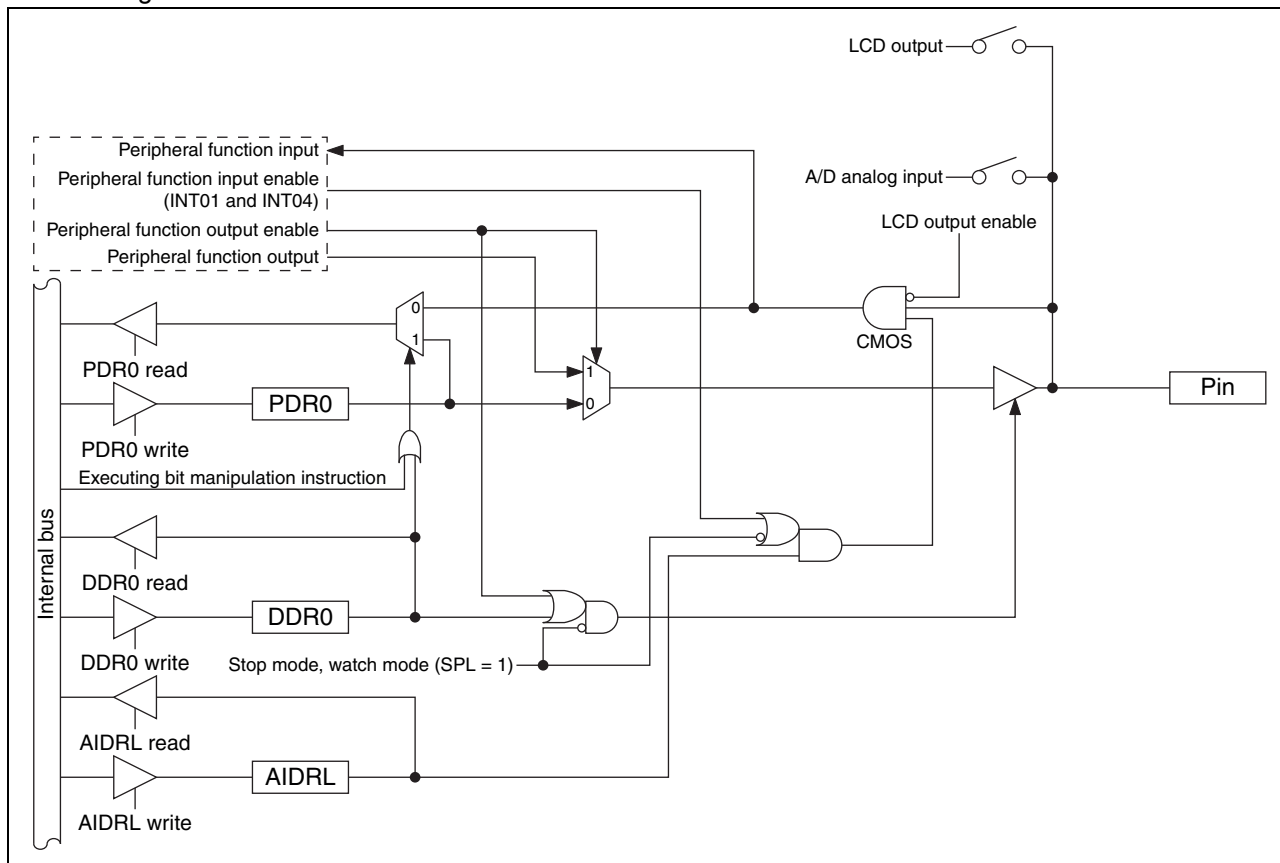 LCD output
Peripheral function input
Peripheral function input enable
(INT01 and INT04)
A/D analog input
Peripheral function output enable
LCD output enable
Peripheral function output
0
1
CMOS
PDR0 read
1
0
PDR0
Pin
PDR0 write
Executing bit manipulation instruction
Internal bus
DDR0 read
DDR0
DDR0 write
Stop mode, watch mode (SPL = 1)
AIDRL read
AIDRL
AIDRL write